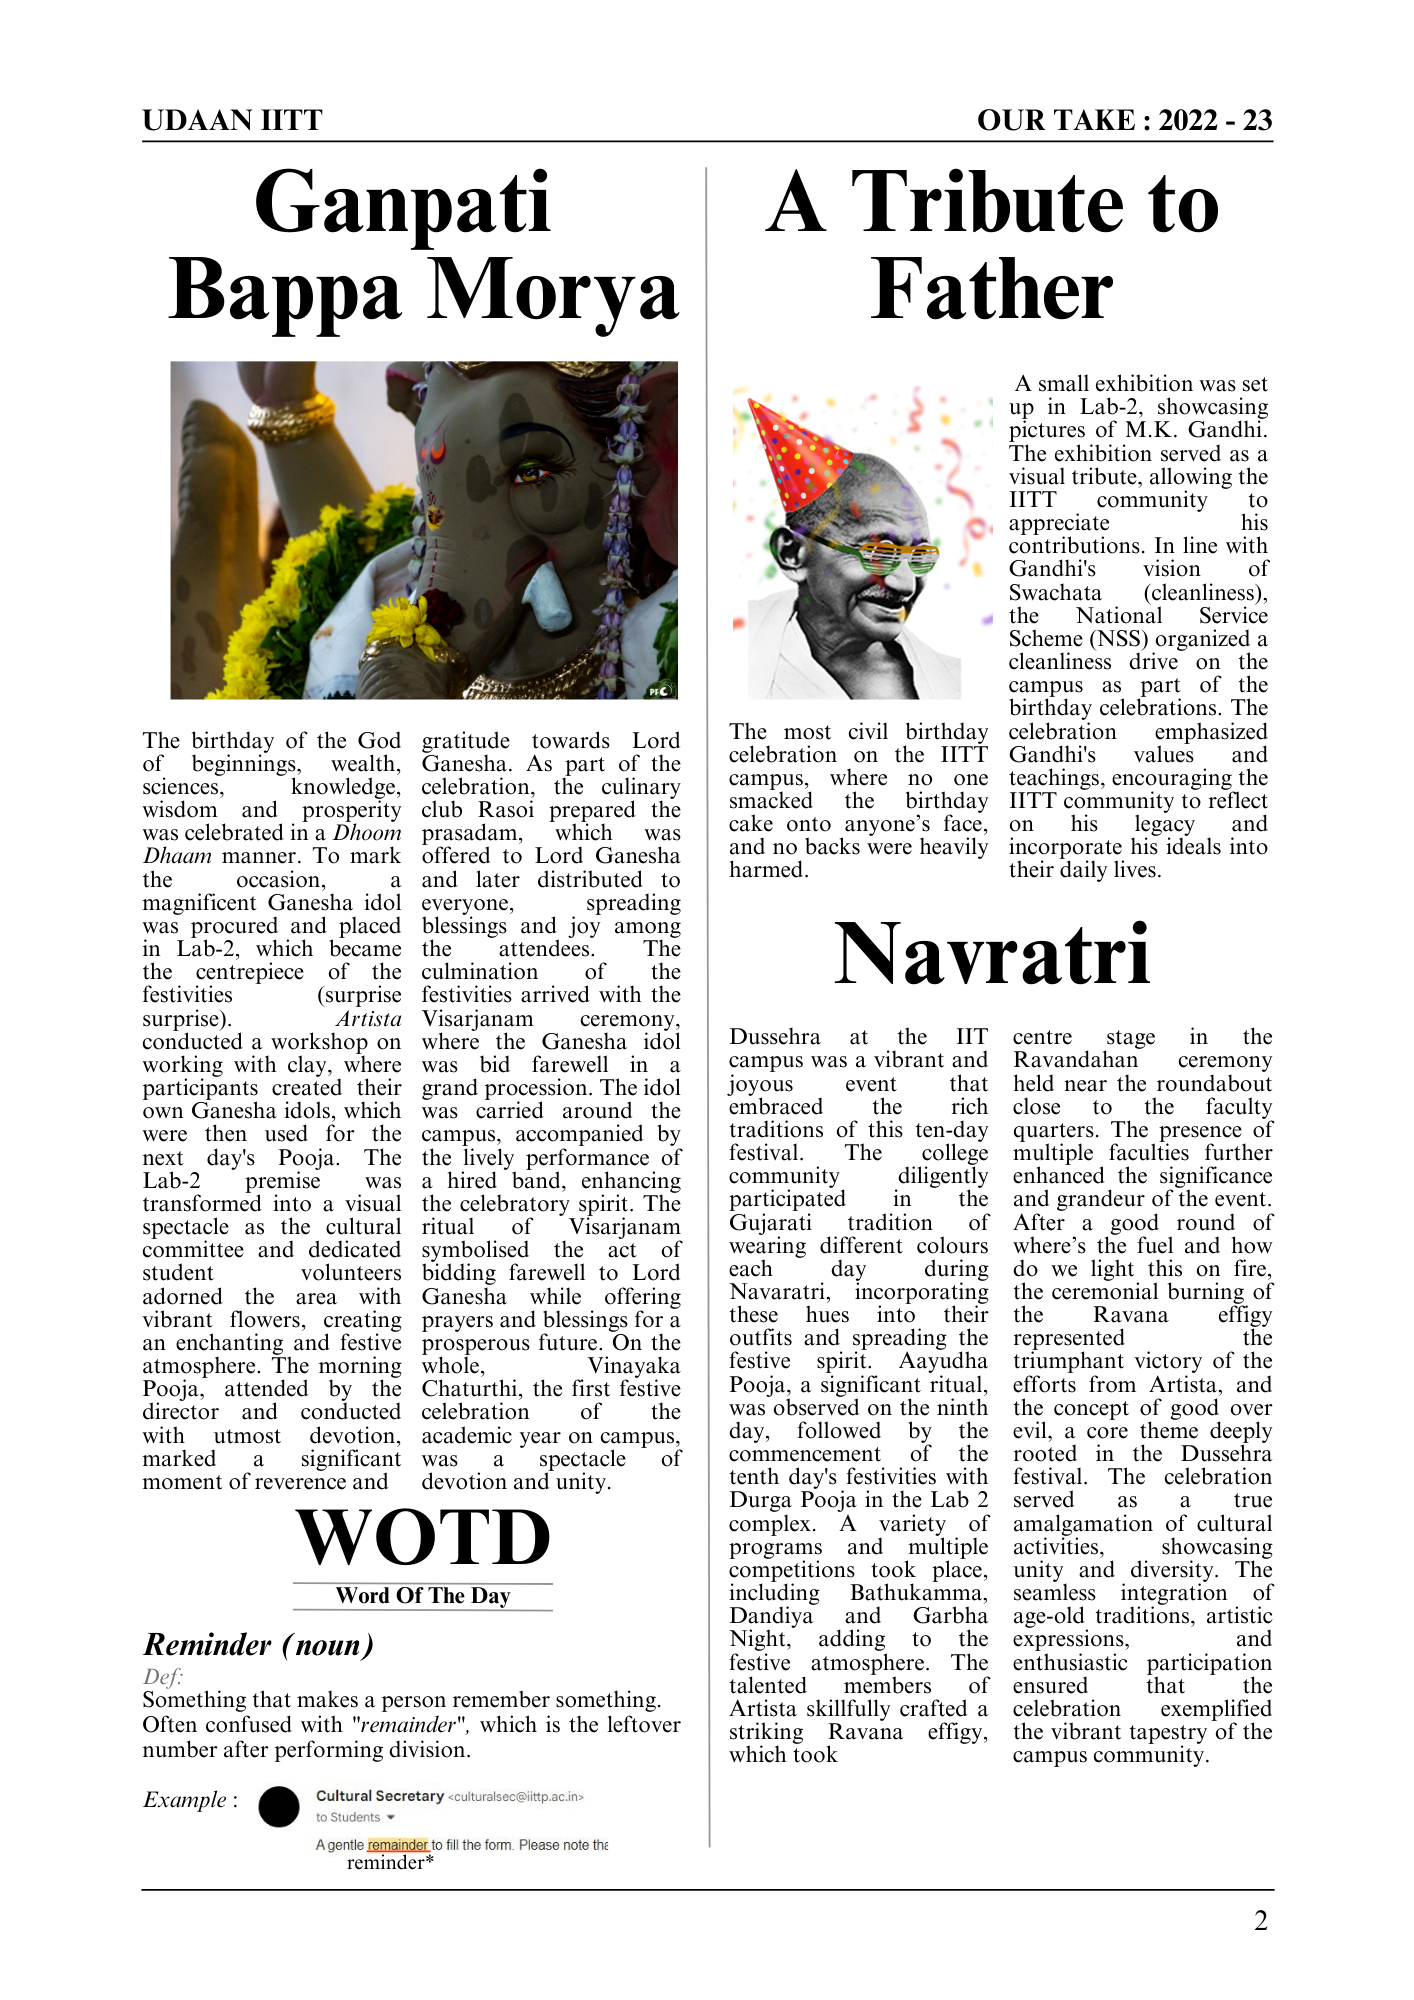 UDAAN IITT
OUR TAKE : 2022 - 23
Ganpati
Bappa Morya
PFC
The birthday of the God
of beginnings, wealth,
sciences, knowledge,
wisdom and prosperity
was celebrated in a Dhoom
Dhaam manner. To mark
the occasion, a
magnificent Ganesha idol
was procured and placed
in Lab-2, which became
the centrepiece of the
festivities (surprise
surprise). Artista
conducted a workshop on
working with clay, where
participants created their
own Ganesha idols, which
were then used for the
next day's Pooja. The
Lab-2 premise was
transformed into a visual
spectacle as the cultural
committee and dedicated
student volunteers
adorned the area with
vibrant flowers, creating
an enchanting and festive
atmosphere. The morning
Pooja, attended by the
director and conducted
with utmost devotion,
marked a significant
moment of reverence and
gratitude towards Lord
Ganesha. As part of the
celebration, the culinary
club Rasoi prepared the
prasadam, which was
offered to Lord Ganesha
and later distributed to
everyone, spreading
blessings and joy among
the attendees. The
culmination of the
festivities arrived with the
Visarjanam ceremony,
where the Ganesha idol
was bid farewell in a
grand procession. The idol
was carried around the
campus, accompanied by
the lively performance of
a hired band, enhancing
the celebratory spirit. The
ritual of Visarjanam
symbolised the act of
bidding farewell to Lord
Ganesha while offering
prayers and blessings for a
prosperous future. On the
whole, Vinayaka
Chaturthi, the first festive
celebration of the
academic year on campus,
was a spectacle of
devotion and unity.
WOTD
Word Of The Day
Reminder (noun)
Def:
Something that makes a person remember something.
Often confused with "remainder", which is the leftover
number after performing division.
Example :
Cultural Secretary <culturalsec@iittp.ac.in>
to Students
A gentle remainder to fill the form. Please note tha
reminder*
A Tribute to
Father
The most civil birthday
celebration on the IITT
campus, where no one
smacked the birthday
cake onto anyone’s face,
and no backs were heavily
harmed.
A small exhibition was set
up in Lab-2, showcasing
pictures of M.K. Gandhi.
The exhibition served as a
visual tribute, allowing the
IITT community to
appreciate his
contributions. In line with
Gandhi's vision of
Swachata (cleanliness),
the National Service
Scheme (NSS) organized a
cleanliness drive on the
campus as part of the
birthday celebrations. The
celebration emphasized
Gandhi's values and
teachings, encouraging the
IITT community to reflect
on his legacy and
incorporate his ideals into
their daily lives.
Navratri
Dussehra at the IIT
campus was a vibrant and
joyous event that
embraced the rich
traditions of this ten-day
festival. The college
community diligently
participated in the
Gujarati tradition of
wearing different colours
each day during
Navaratri, incorporating
these hues into their
outfits and spreading the
festive spirit. Aayudha
Pooja, a significant ritual,
was observed on the ninth
day, followed by the
commencement of the
tenth day's festivities with
Durga Pooja in the Lab 2
complex. A variety of
programs and multiple
competitions took place,
including Bathukamma,
Dandiya and Garbha
Night, adding to the
festive atmosphere. The
talented members of
Artista skillfully crafted a
striking Ravana effigy,
which took
centre stage in the
Ravandahan ceremony
held near the roundabout
close to the faculty
quarters. The presence of
multiple faculties further
enhanced the significance
and grandeur of the event.
After a good round of
where’s the fuel and how
do we light this on fire,
the ceremonial burning of
the Ravana effigy
represented the
triumphant victory of the
efforts from Artista, and
the concept of good over
evil, a core theme deeply
rooted in the Dussehra
festival. The celebration
served as a true
amalgamation of cultural
activities, showcasing
unity and diversity. The
seamless integration of
age-old traditions, artistic
expressions, and
enthusiastic participation
ensured that the
celebration exemplified
the vibrant tapestry of the
campus community.
2